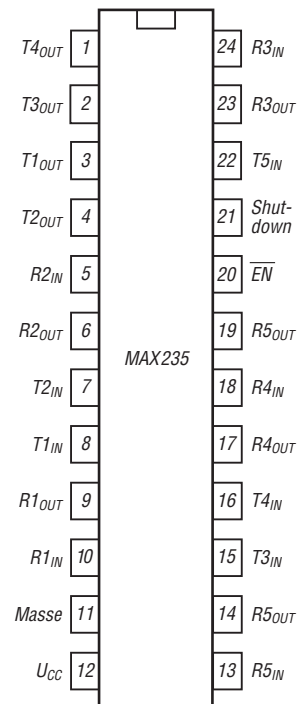 T4OUT 1 24 R3IN
T3OUT 2 23 R3OUT
T1OUT 3 22 T5IN
T2OUT 4 21 Shut-
down
R2IN 5 20 EN
R2OUT 6 19 R5OUT
MAX235
T2IN 7 18 R4IN
T1IN 8 17 R4OUT
R1OUT 9 16 T4IN
R1IN 10 15 T3IN
Masse 11 14 R5OUT
UCC 12 13 R5IN